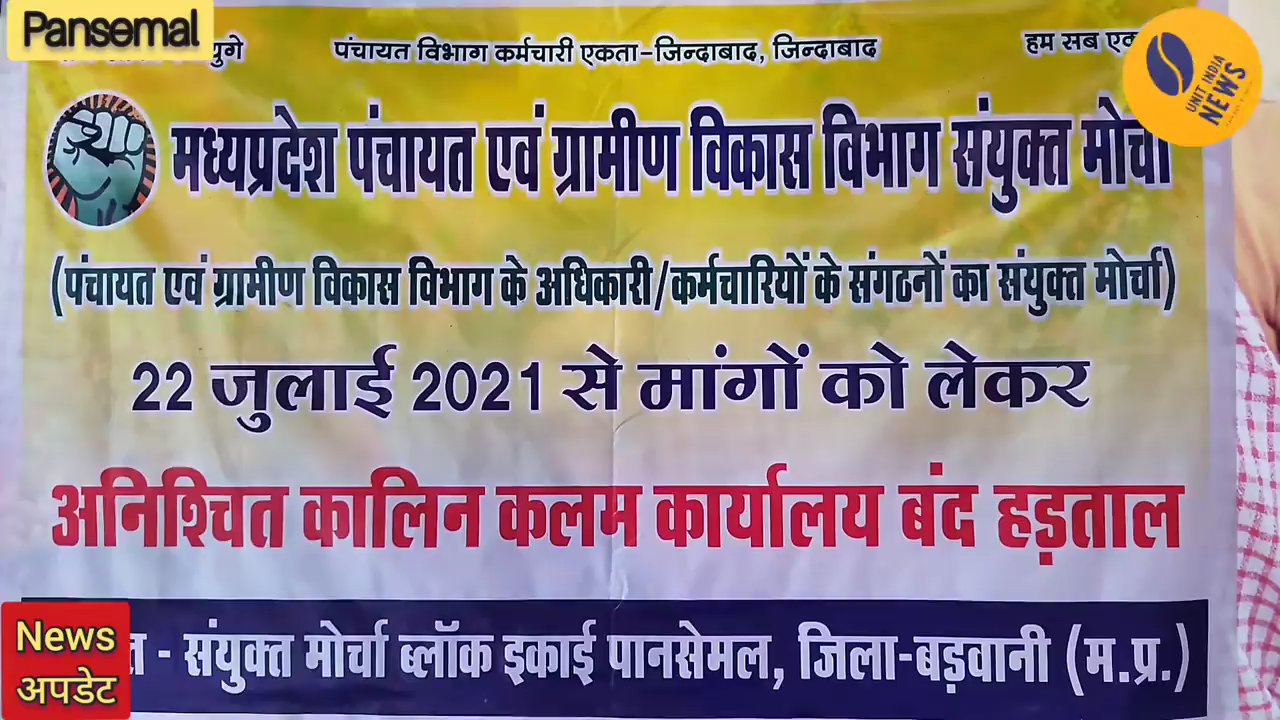 Pansemal
युगे पंचायत विभाग कर्मचारी एकता-जिन्दाबाद, जिन्दाबाद हम सब
UNIT INDIA
NEWS
मध्यप्रदेश पंचायत एवं ग्रामीण विकास विभाग संयुक्त मोर्चा
(पंचायत एवं ग्रामीण विकास विभाग के अधिकारी/कर्मचारियों के संगठनों का संयुक्त मोर्चा)
22 जुलाई 2021 से मांगों को लेकर
अनिश्चित कालिन कलम कार्यालय बंद हड़ताल
- संयुक्त मोर्चा ब्लॉक इकाई पानसेमल, जिला-बड़वानी (म.प्र.)
News
अपडेट